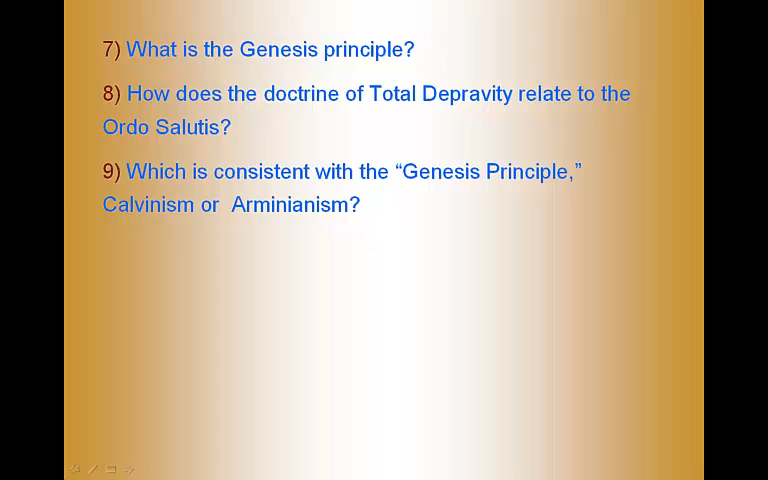 7) What is the Genesis principle?
8) How does the doctrine of Total Depravity relate to the
Ordo Salutis?
9) Which is consistent with the “Genesis Principle,”
Calvinism or  Arminianism?